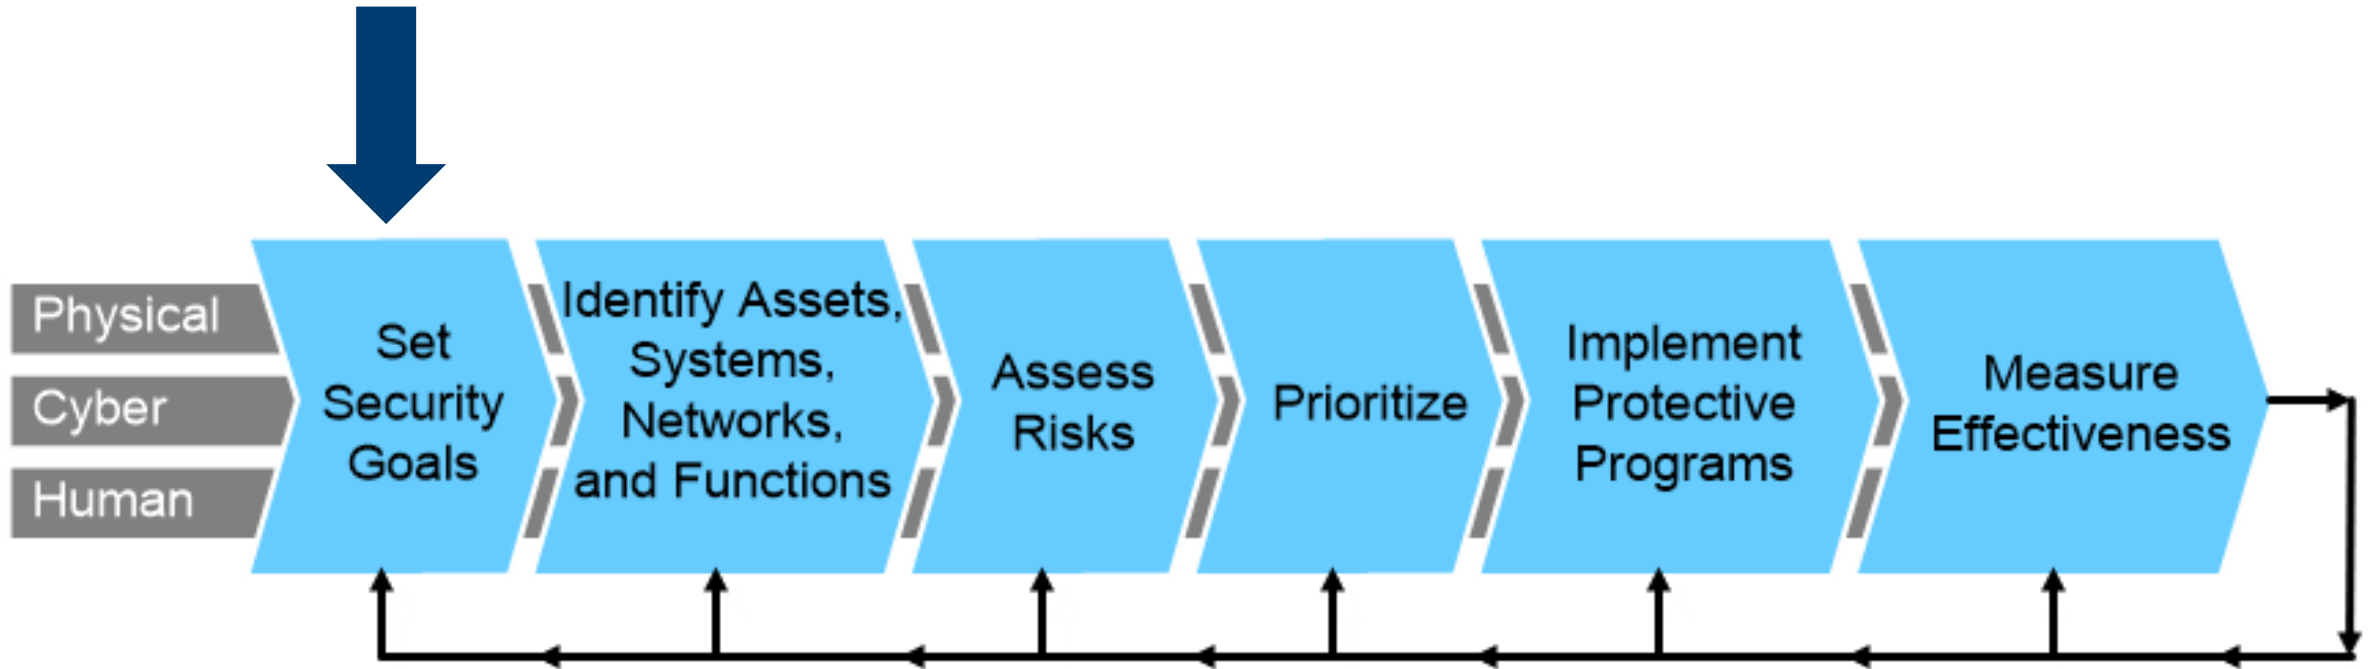 Physical
Cyber
Human
Set
Security
Goals
Identify Assets,
Systems,
Networks,
and Functions
Assess
Risks
Prioritize
Implement
Protective
Programs
Measure
Effectiveness